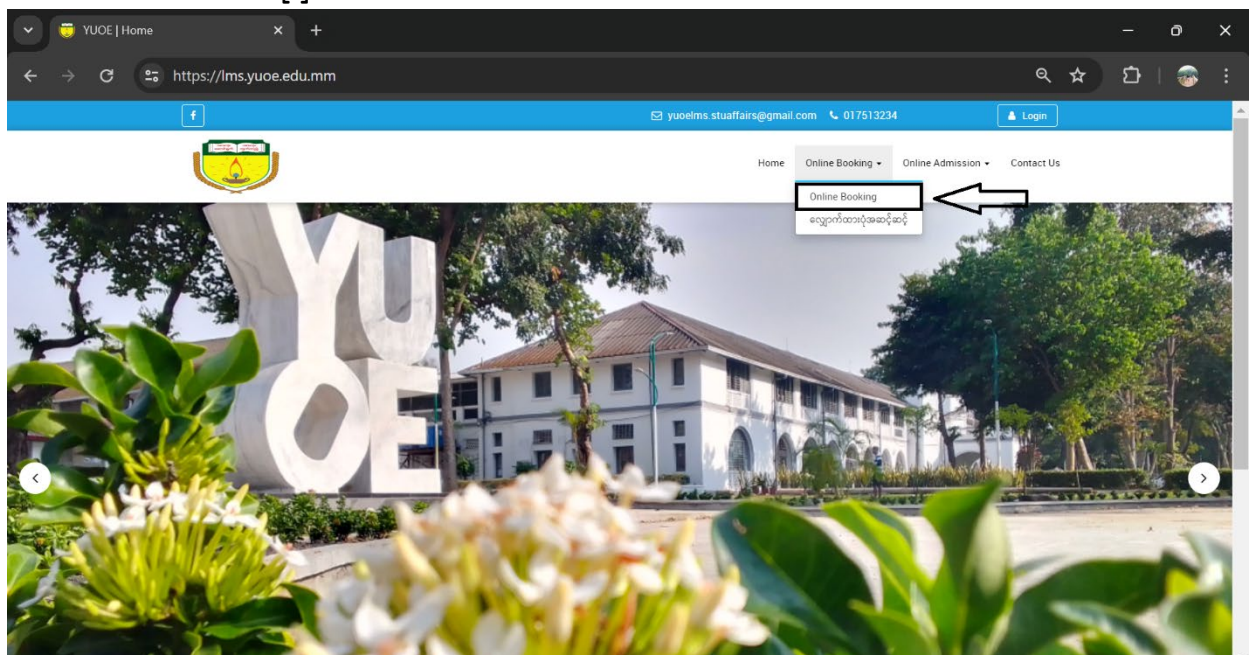 YUOE | Home
https://lms.yuoe.edu.mm
yuoelms.stuaffairs@gmail.com 017513234 Login
Home Online Booking Online Admission Contact Us
Online Booking
လျှောက်ထားပုံအဆင့်ဆင့်
YU
OE